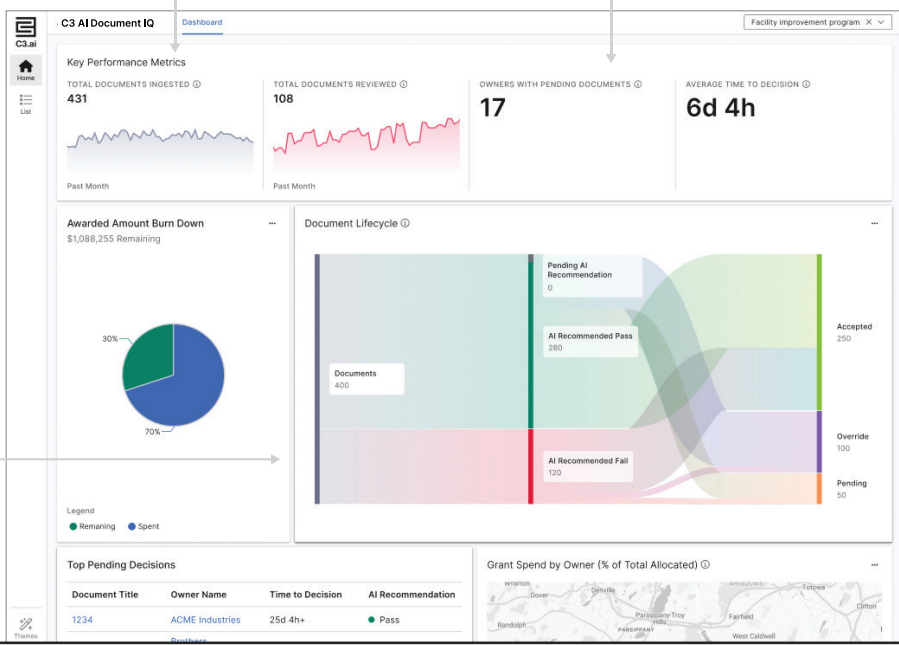 C3.ai
Home
List
Themes
C3 AI Document IQ
Dashboard
Facility improvement program
Key Performance Metrics
TOTAL DOCUMENTS INGESTED
431
Past Month
TOTAL DOCUMENTS REVIEWED
108
Past Month
OWNERS WITH PENDING DOCUMENTS
17
AVERAGE TIME TO DECISION
6d 4h
Awarded Amount Burn Down
$1,088,255 Remaining
30%
70%
Legend
Remaning
Spent
Document Lifecycle
Documents
400
Pending AI
Recommendation
0
AI Recommended Pass
280
AI Recommended Fail
120
Accepted
250
Override
100
Pending
50
Top Pending Decisions
Document Title Owner Name Time to Decision AI Recommendation
1234 ACME Industries 25d 4h+ Pass
Brothers
Grant Spend by Owner (% of Total Allocated)
Wharton
Dover
Denville
Randolph
Parsippany-Troy
Hills
PARSIPPANY
MEADOWS
Totowa
Clifton
Fairfield
West Caldwell